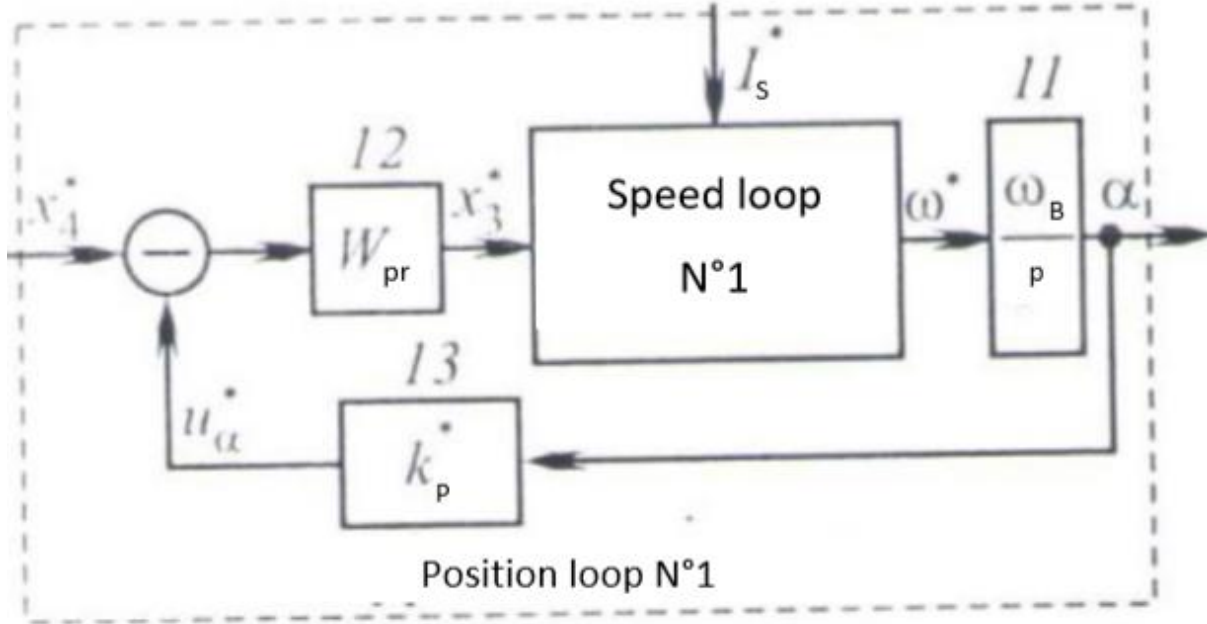 I*S
11
12
x*4
Wpr
x*3
Speed loop
N°1
ω*
ωB
p
α
13
u*α
k*p
Position loop N°1